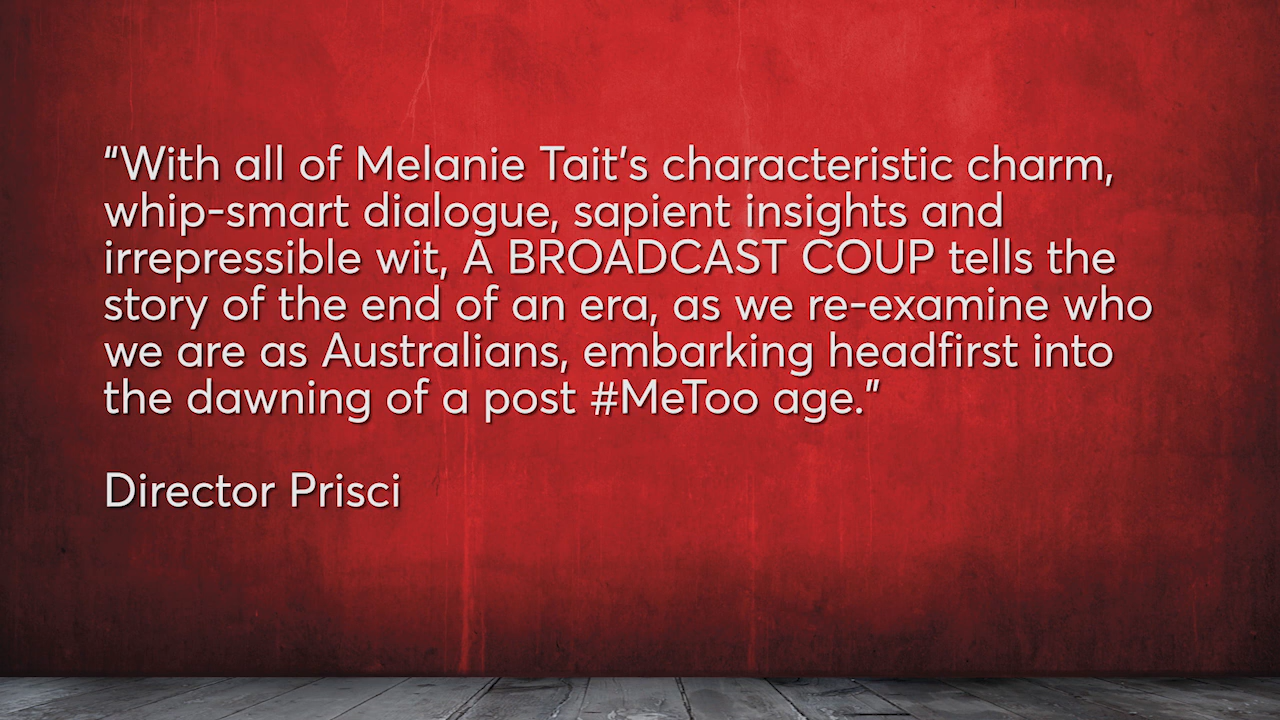 “With all of Melanie Tait’s characteristic charm,
whip-smart dialogue, sapient insights and
irrepressible wit, A BROADCAST COUP tells the
story of the end of an era, as we re-examine who
we are as Australians, embarking headfirst into
the dawning of a post #MeToo age.”
Director Prisci